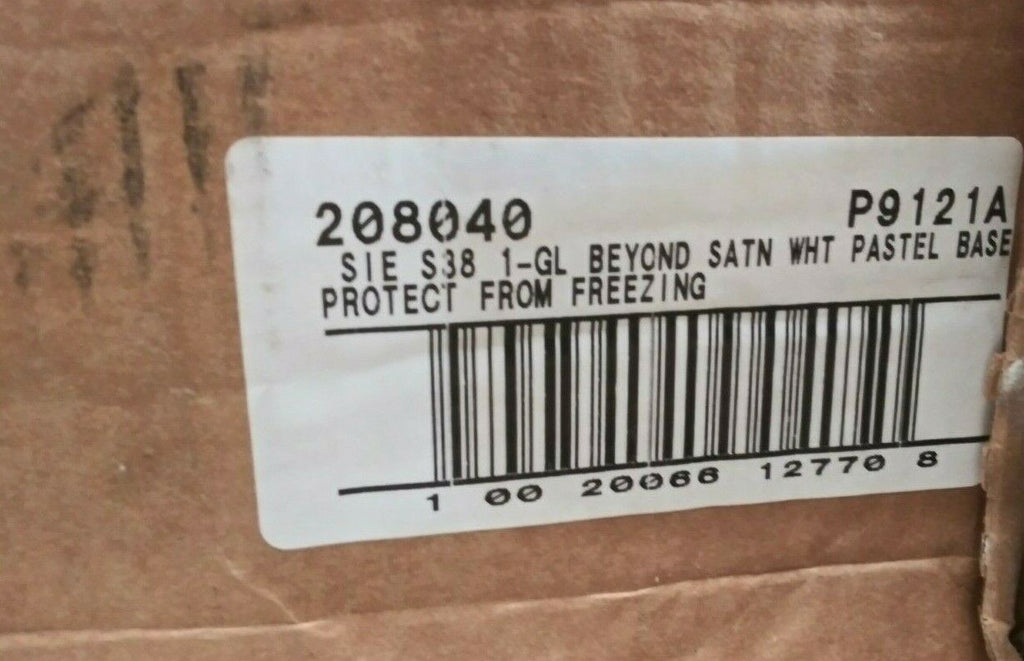 208040 P9121A
SIE S38 1-GL BEYOND SATN WHT PASTEL BASE
PROTECT FROM FREEZING
1 00 20066 12770 8